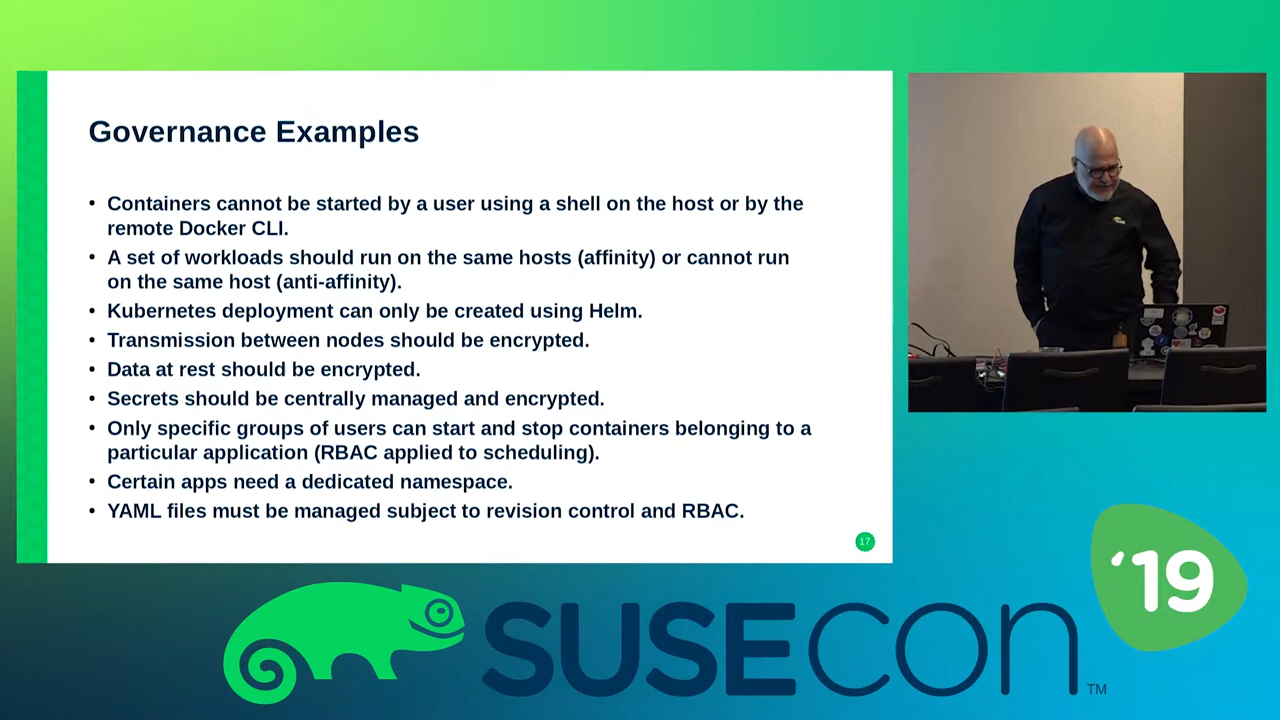 Governance Examples
• Containers cannot be started by a user using a shell on the host or by the
remote Docker CLI.
• A set of workloads should run on the same hosts (affinity) or cannot run
on the same host (anti-affinity).
• Kubernetes deployment can only be created using Helm.
• Transmission between nodes should be encrypted.
• Data at rest should be encrypted.
• Secrets should be centrally managed and encrypted.
• Only specific groups of users can start and stop containers belonging to a
particular application (RBAC applied to scheduling).
• Certain apps need a dedicated namespace.
• YAML files must be managed subject to revision control and RBAC.
17
‘19
SUSECON
TM